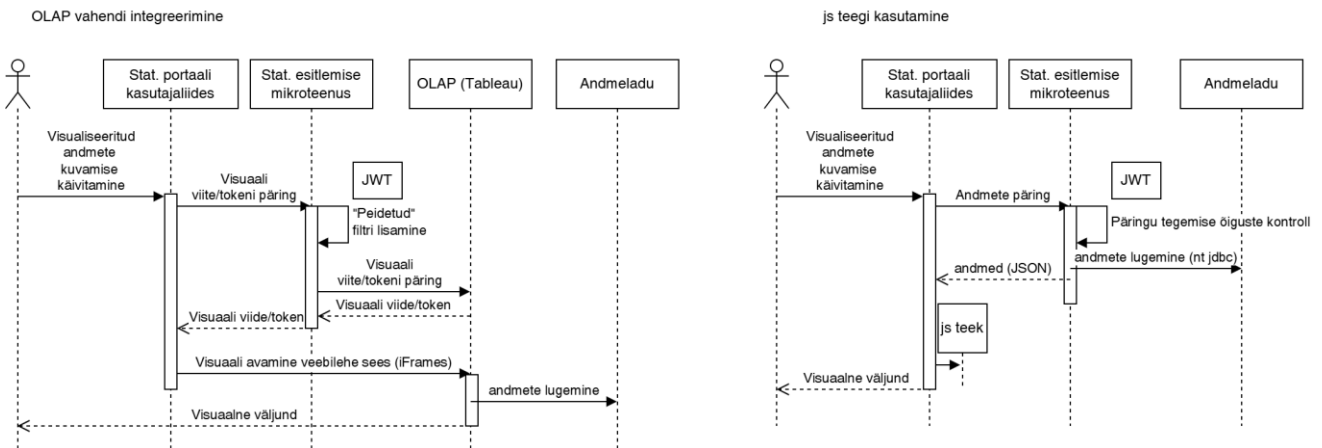 OLAP vahendi integreerimine
Stat. portaali
kasutajaliides
Stat. esitlemise
mikroteenus
OLAP (Tableau)
Andmeladu
Visualiseeritud
andmete
kuvamise
käivitamine
Visuaali
viite/tokeni päring
JWT
"Peidetud"
filtri lisamine
Visuaali
viite/tokeni päring
Visuaali viide/token
Visuaali viide/token
Visuaali avamine veebilehe sees (iFrames)
andmete lugemine
Visuaalne väljund
js teegi kasutamine
Stat. portaali
kasutajaliides
Stat. esitlemise
mikroteenus
Andmeladu
Visualiseeritud
andmete
kuvamise
käivitamine
Andmete päring
JWT
Päringu tegemise õiguste kontroll
andmete lugemine (nt jdbc)
andmed (JSON)
js teek
Visuaalne väljund